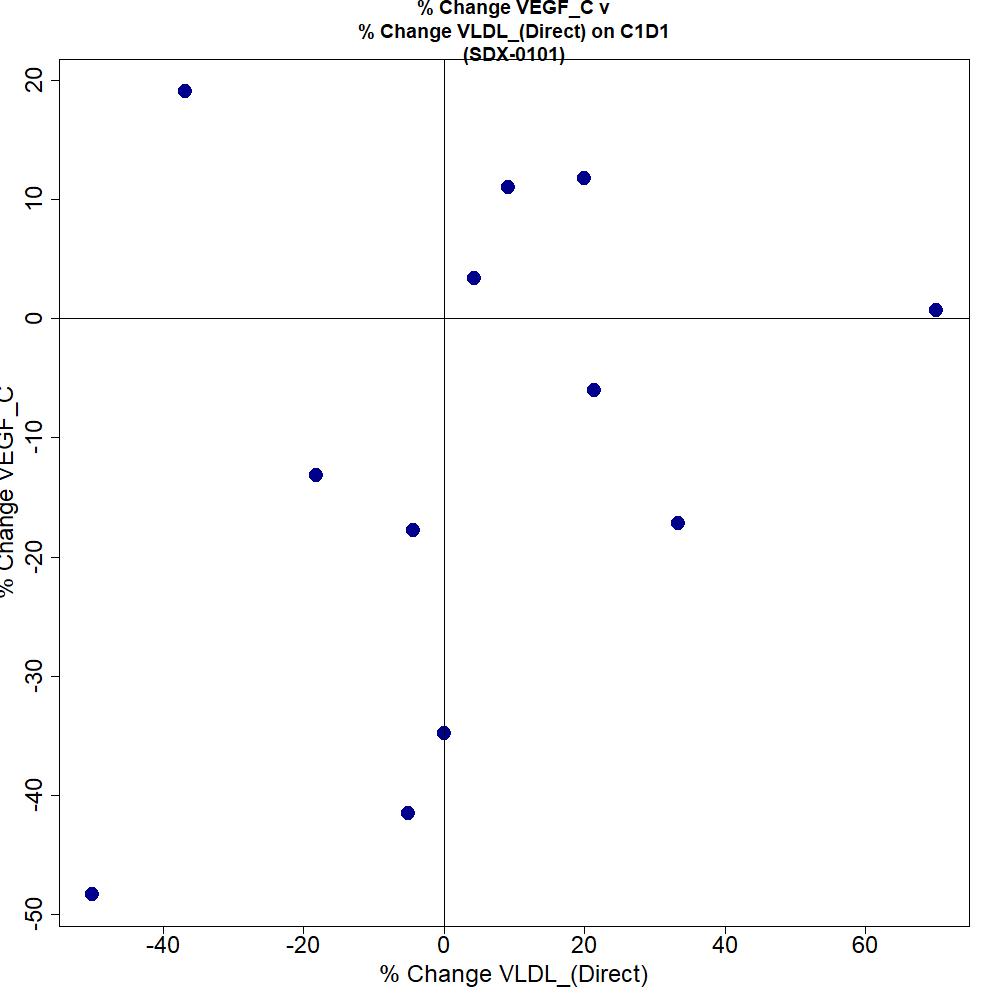 % Change VEGF_C v
% Change VLDL_(Direct) on C1D1
(SDX-0101)
% Change VEGF_C
20
10
0
-10
-20
-30
-40
-50
-40
-20
0
20
40
60
% Change VLDL_(Direct)